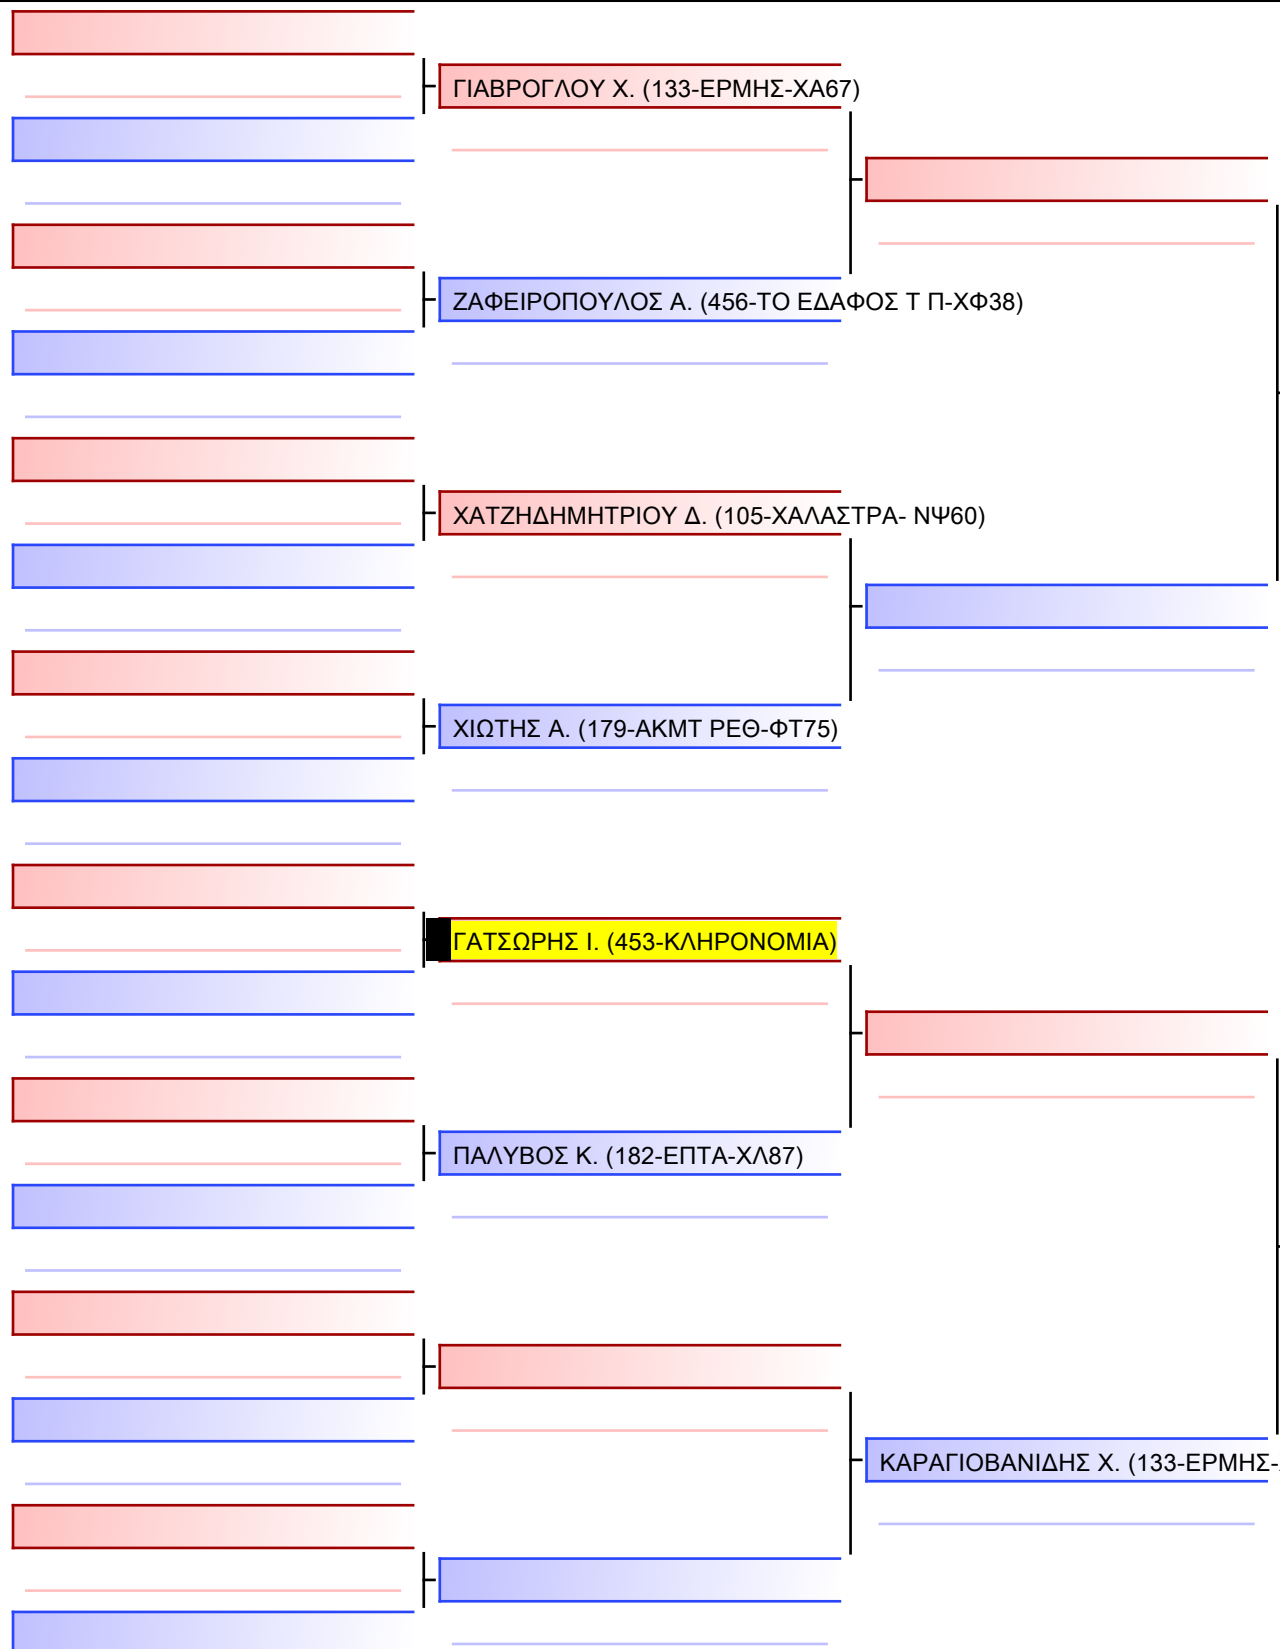 ΓΙΑΒΡΟΓΛΟΥ Χ. (133-ΕΡΜΗΣ-ΧΑ67)
ΖΑΦΕΙΡΟΠΟΥΛΟΣ Α. (456-ΤΟ ΕΔΑΦΟΣ Τ Π-ΧΦ38)
ΧΑΤΖΗΔΗΜΗΤΡΙΟΥ Δ. (105-ΧΑΛΑΣΤΡΑ- ΝΨ60)
ΧΙΩΤΗΣ Α. (179-ΑΚΜΤ ΡΕΘ-ΦΤ75)
ΓΑΤΣΩΡΗΣ Ι. (453-ΚΛΗΡΟΝΟΜΙΑ)
ΠΑΛΥΒΟΣ Κ. (182-ΕΠΤΑ-ΧΛ87)
ΚΑΡΑΓΙΟΒΑΝΙΔΗΣ Χ. (133-ΕΡΜΗΣ-